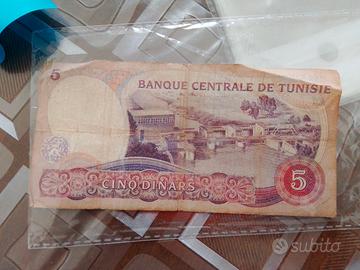 5
BANQUE CENTRALE DE TUNISIE
CINQ DINARS
5
subito